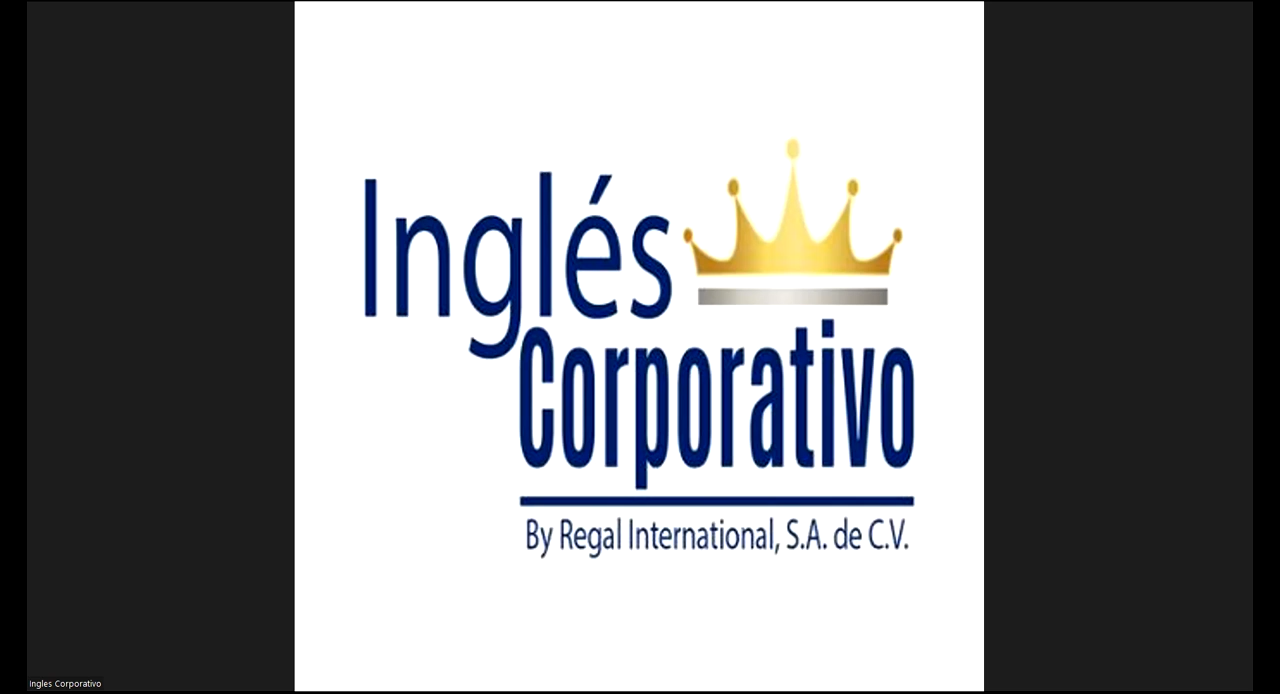 Inglés
Corporativo
By Regal International, S.A. de C.V.
Ingles Corporativo